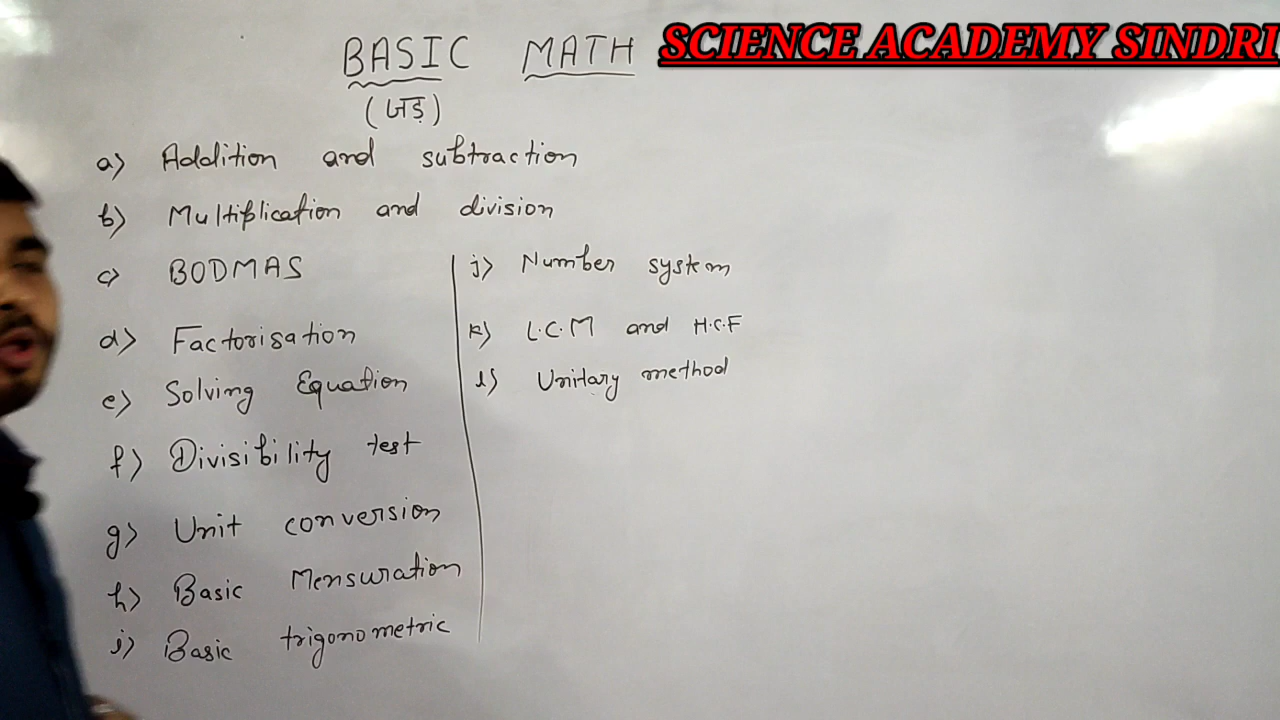 BASIC MATH
SCIENCE ACADEMY SINDRI
(जड़)
a) Addition and subtraction
b) Multiplication and division
c) BODMAS
d) Factorisation
e) Solving Equation
f) Divisibility test
g) Unit conversion
h) Basic Mensuration
i) Basic trigonometric
j) Number system
k) L.C.M and H.C.F
l) Unitary method